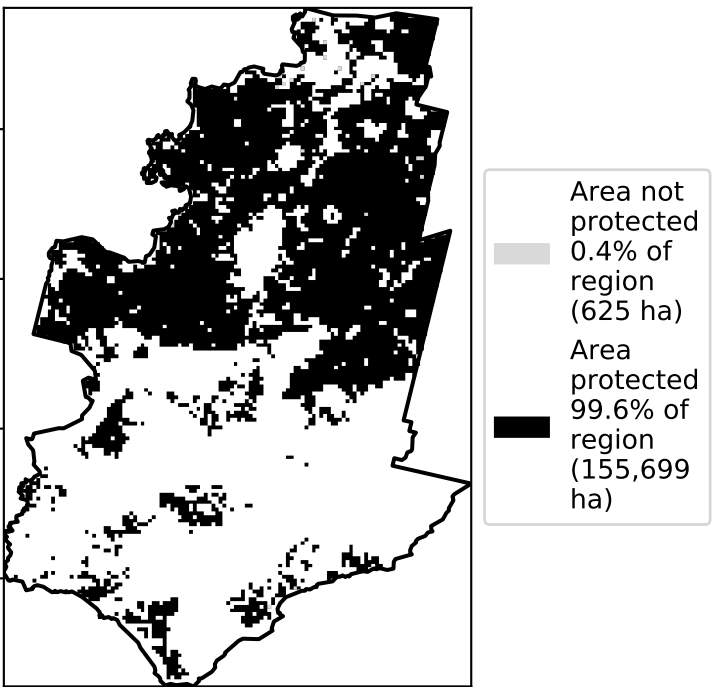 Area not
protected
0.4% of
region
(625 ha)
Area
protected
99.6% of
region
(155,699
ha)